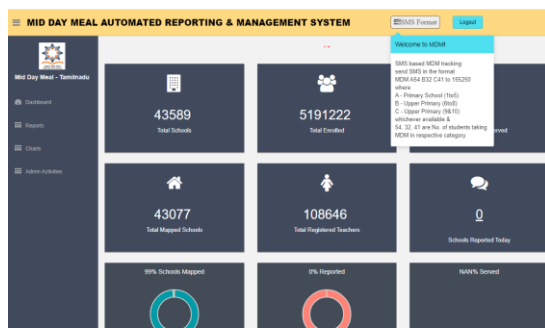 MID DAY MEAL AUTOMATED REPORTING & MANAGEMENT SYSTEM
SMS Format
Logout
Welcome to MDM!
SMS based MDM tracking
send SMS in the format
MDM A54 B32 C41 to 155250
where
A - Primary School (1to5)
B - Upper Primary (6to8)
C - Upper Primary (9&10)
whichever available &
54, 32, 41 are No. of students taking
MDM in respective category.
Mid Day Meal - Tamilnadu
Dashboard
Reports
Charts
Admin Activities
43589
Total Schools
5191222
Total Enrolled
43077
Total Mapped Schools
108646
Total Registered Teachers
0
Schools Reported Today
99% Schools Mapped
0% Reported
NAN% Served